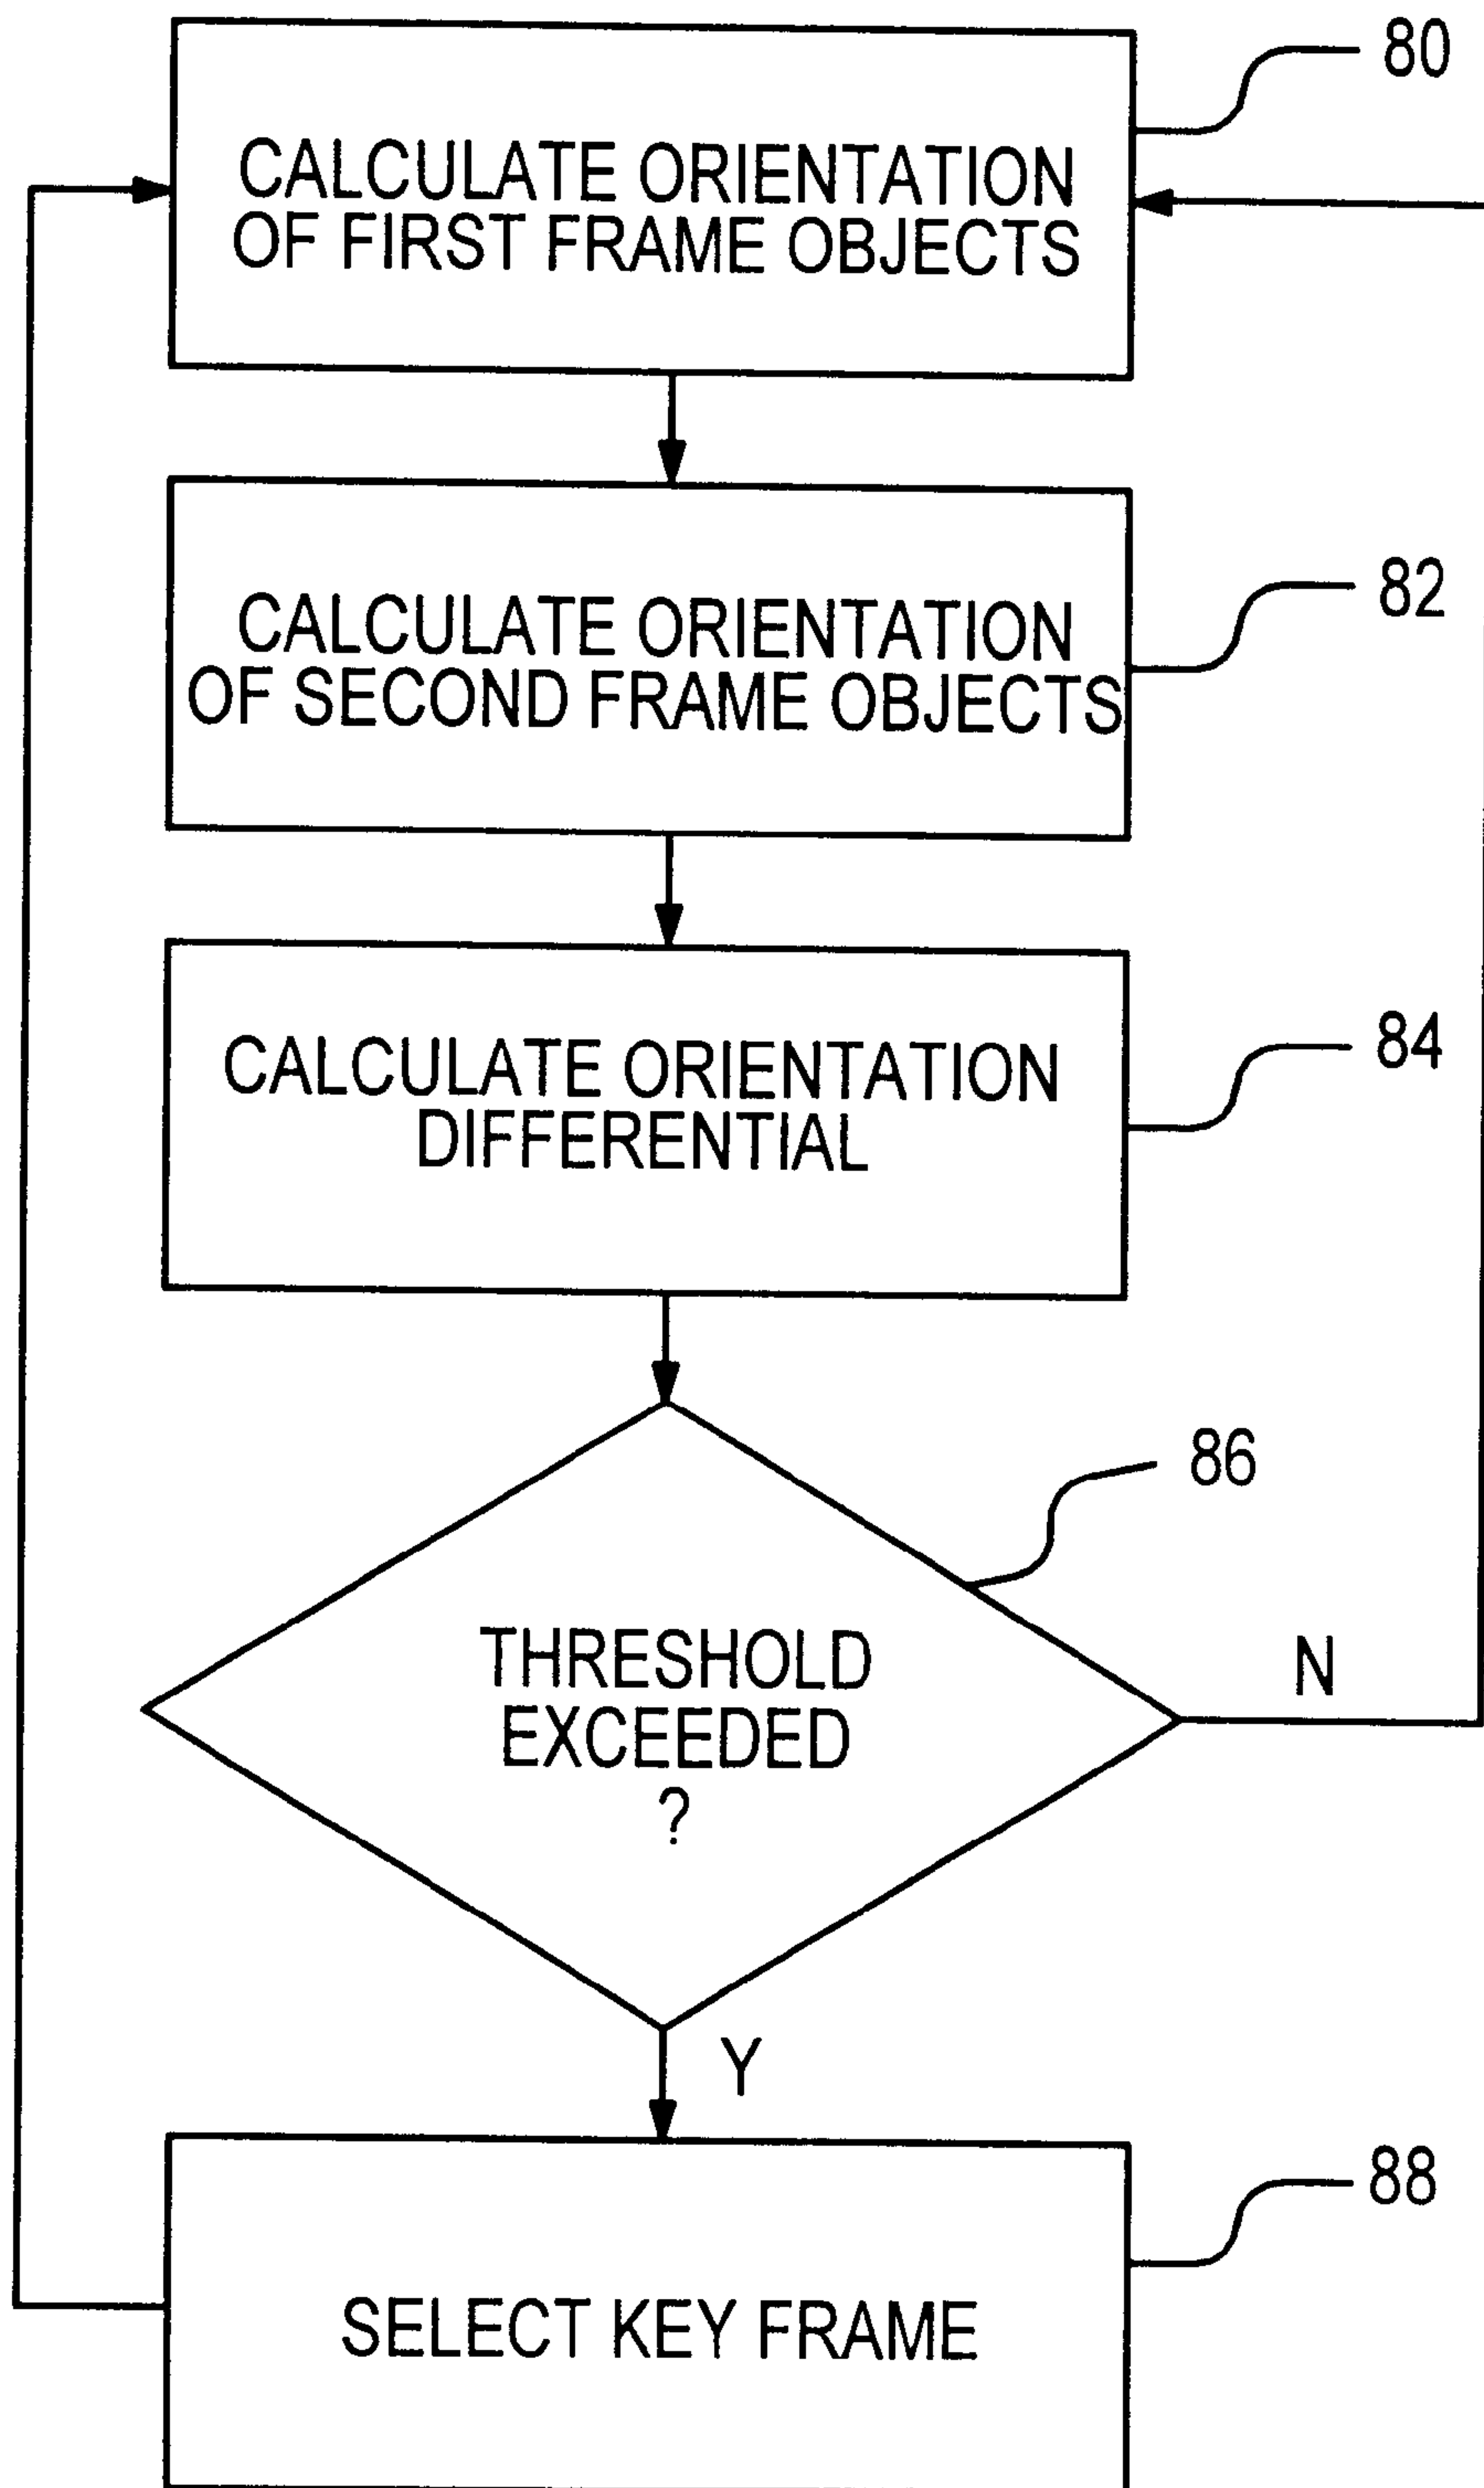 80
CALCULATE ORIENTATION
OF FIRST FRAME OBJECTS
82
CALCULATE ORIENTATION
OF SECOND FRAME OBJECTS
84
CALCULATE ORIENTATION
DIFFERENTIAL
86
THRESHOLD
EXCEEDED
?
N
Y
88
SELECT KEY FRAME